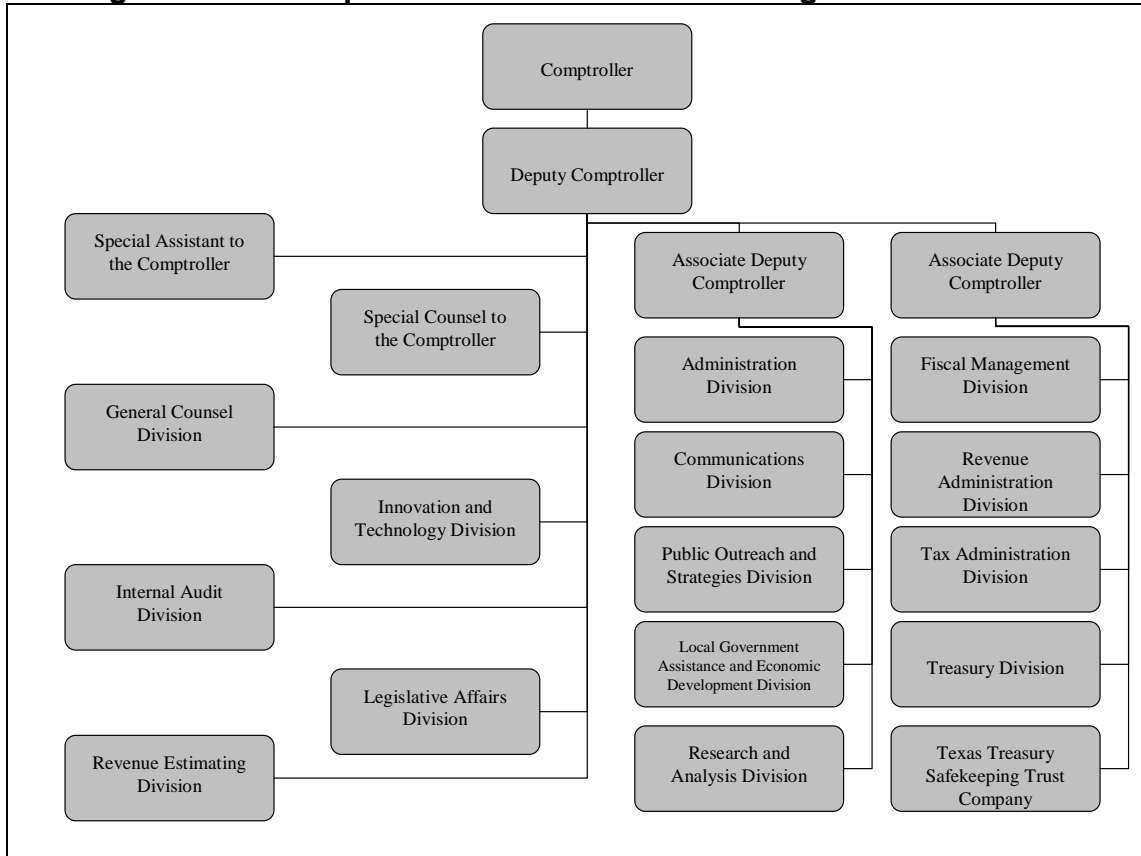 Comptroller
Deputy Comptroller
Special Assistant to
the Comptroller
Associate Deputy
Comptroller
Associate Deputy
Comptroller
Special Counsel to
the Comptroller
Administration
Division
Fiscal Management
Division
General Counsel
Division
Communications
Division
Revenue
Administration
Division
Innovation and
Technology Division
Public Outreach and
Strategies Division
Tax Administration
Division
Internal Audit
Division
Local Government
Assistance and Economic
Development Division
Treasury Division
Legislative Affairs
Division
Revenue Estimating
Division
Research and
Analysis Division
Texas Treasury
Safekeeping Trust
Company